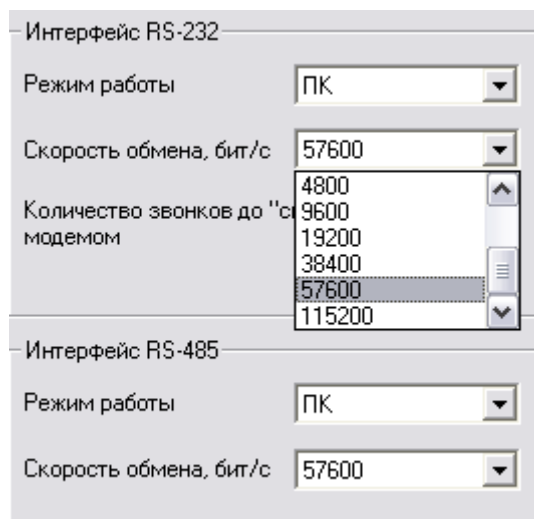 Интерфейс RS-232
Режим работы ПК
Скорость обмена, бит/с 57600
4800
Количество звонков до "с
9600
модемом
19200
38400
57600
115200
Интерфейс RS-485
Режим работы ПК
Скорость обмена, бит/с 57600